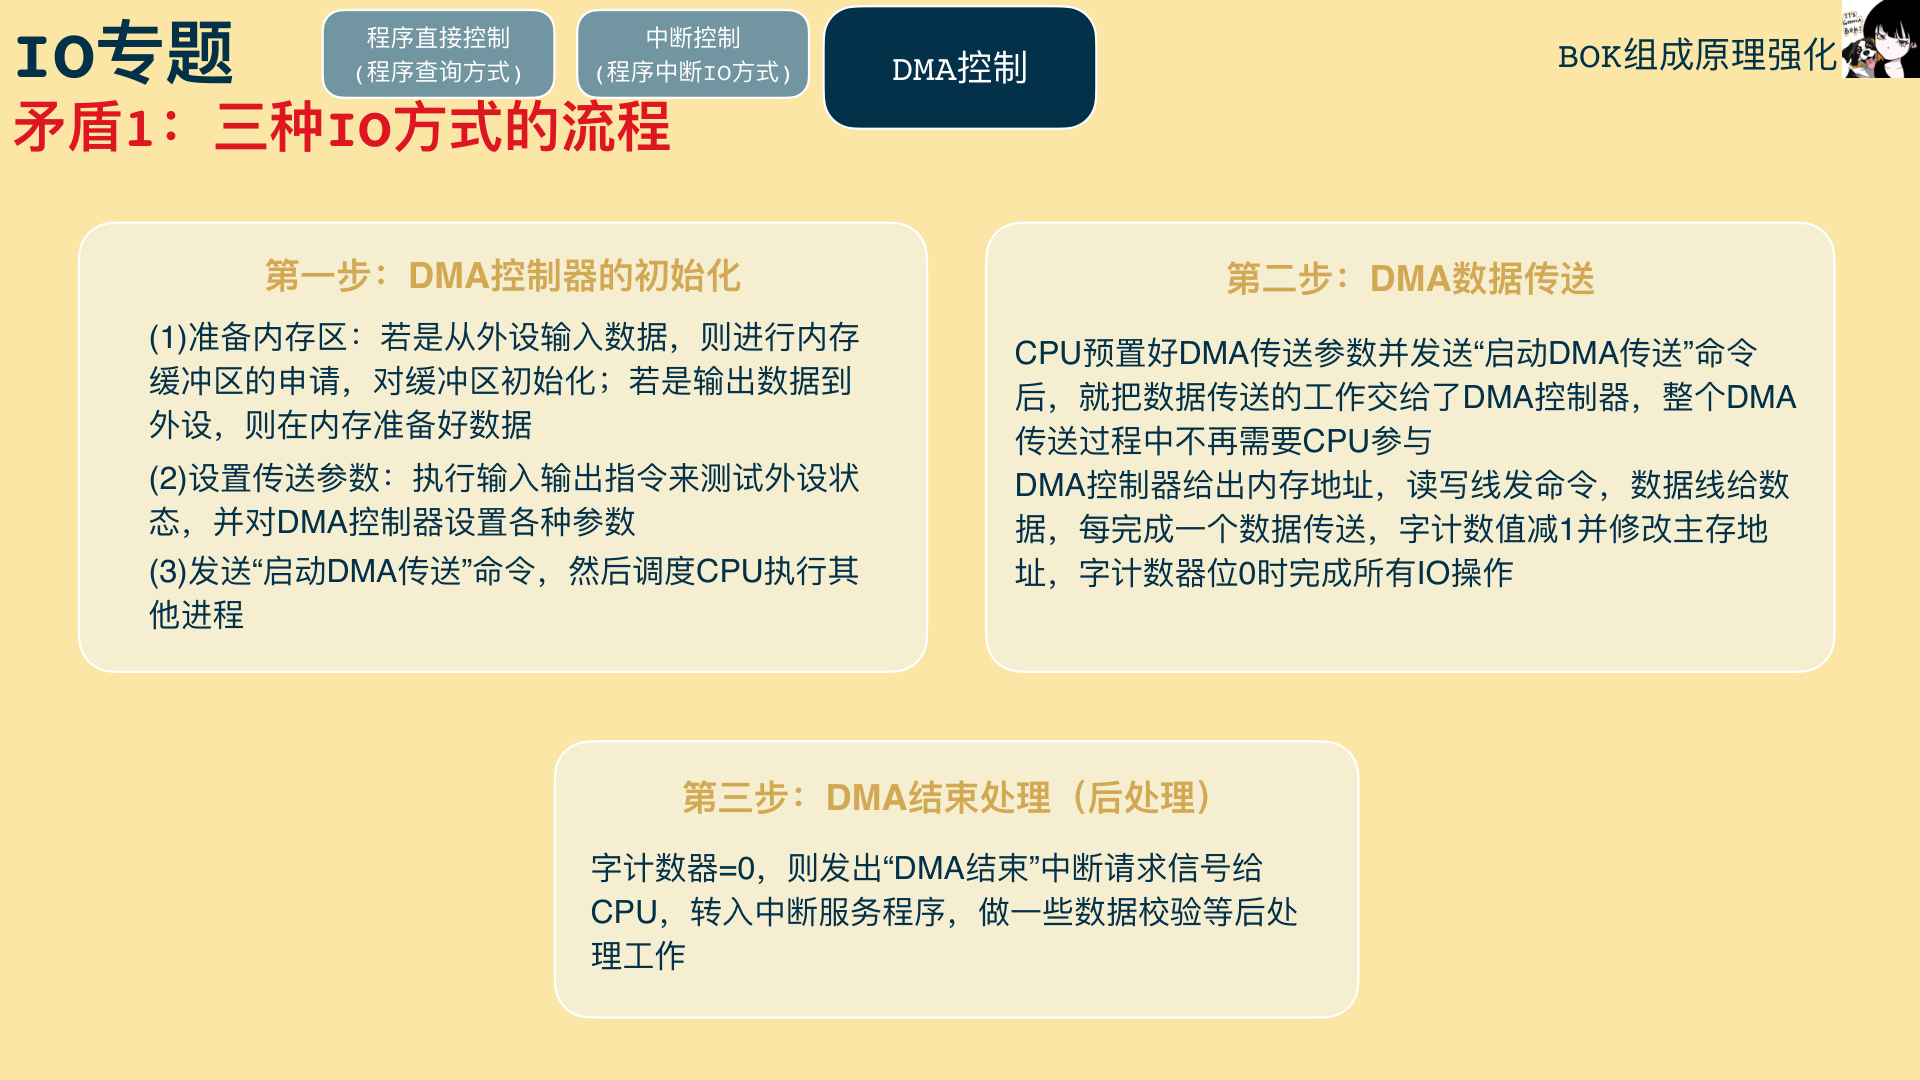 IO专题
程序直接控制
(程序查询方式)
中断控制
(程序中断IO方式)
DMA控制
BOK组成原理强化
矛盾1：三种IO方式的流程
第一步：DMA控制器的初始化
(1)准备内存区：若是从外设输入数据，则进行内存
缓冲区的申请，对缓冲区初始化；若是输出数据到
外设，则在内存准备好数据
(2)设置传送参数：执行输入输出指令来测试外设状
态，并对DMA控制器设置各种参数
(3)发送“启动DMA传送”命令，然后调度CPU执行其
他进程
第二步：DMA数据传送
CPU预置好DMA传送参数并发送“启动DMA传送”命令
后，就把数据传送的工作交给了DMA控制器，整个DMA
传送过程中不再需要CPU参与
DMA控制器给出内存地址，读写线发命令，数据线给数
据，每完成一个数据传送，字计数值减1并修改主存地
址，字计数器位0时完成所有IO操作
第三步：DMA结束处理（后处理）
字计数器=0，则发出“DMA结束”中断请求信号给
CPU，转入中断服务程序，做一些数据校验等后处
理工作